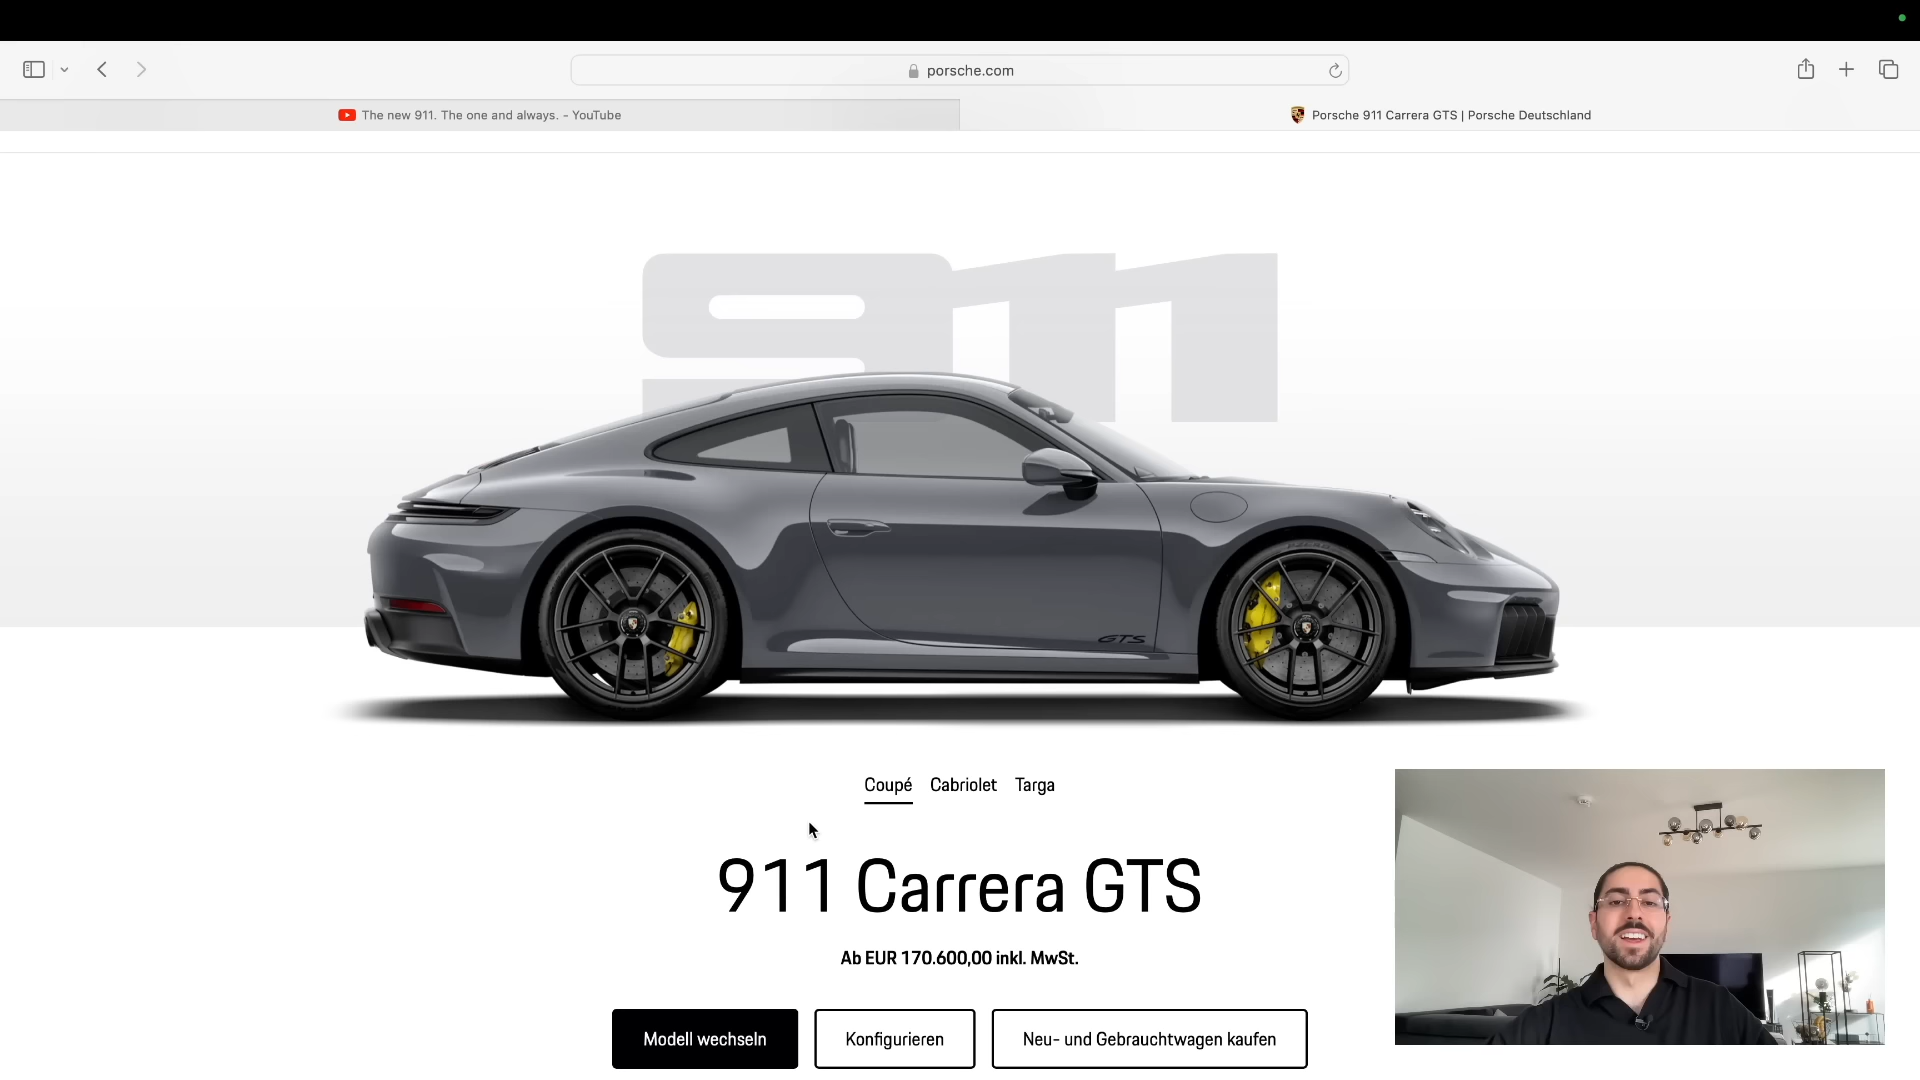 porsche.com
The new 911. The one and always. - YouTube
Porsche 911 Carrera GTS | Porsche Deutschland
911
GTS
Coupé Cabriolet Targa
911 Carrera GTS
Ab EUR 170.600,00 inkl. MwSt.
Modell wechseln
Konfigurieren
Neu- und Gebrauchtwagen kaufen